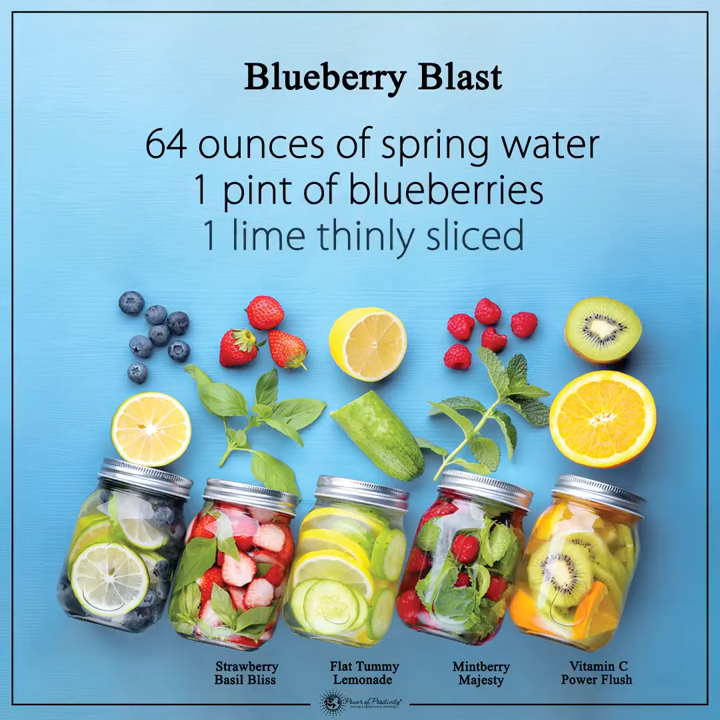 Blueberry Blast
64 ounces of spring water
1 pint of blueberries
1 lime thinly sliced
Strawberry
Basil Bliss
Flat Tummy
Lemonade
Mintberry
Majesty
Vitamin C
Power Flush
Power of Positivity